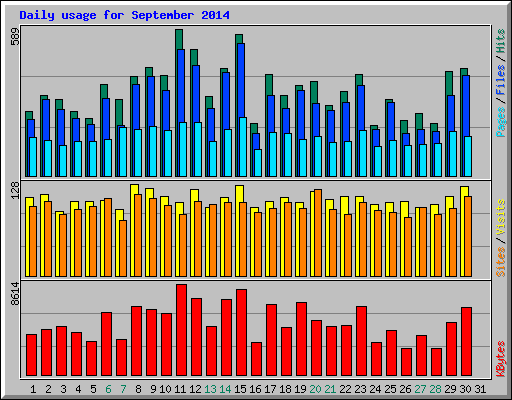 Daily usage for September 2014
589
Pages / Files / Hits
128
Sites / Visits
8614
KBytes
1 2 3 4 5 6 7 8 9 10 11 12 13 14 15 16 17 18 19 20 21 22 23 24 25 26 27 28 29 30 31